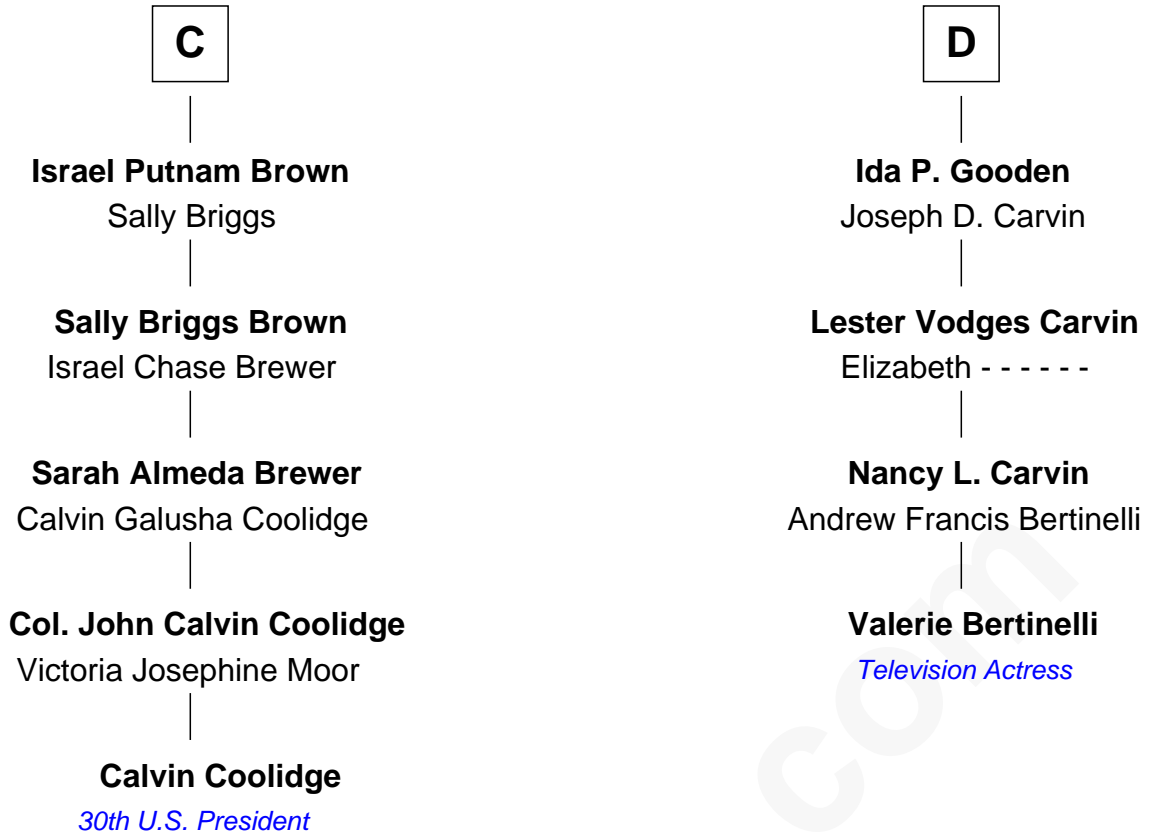 C
Israel Putnam Brown
Sally Briggs
Sally Briggs Brown
Israel Chase Brewer
Sarah Almeda Brewer
Calvin Galusha Coolidge
Col. John Calvin Coolidge
Victoria Josephine Moor
Calvin Coolidge
30th U.S. President
D
Ida P. Gooden
Joseph D. Carvin
Lester Vodges Carvin
Elizabeth - - - - - -
Nancy L. Carvin
Andrew Francis Bertinelli
Valerie Bertinelli
Television Actress
com